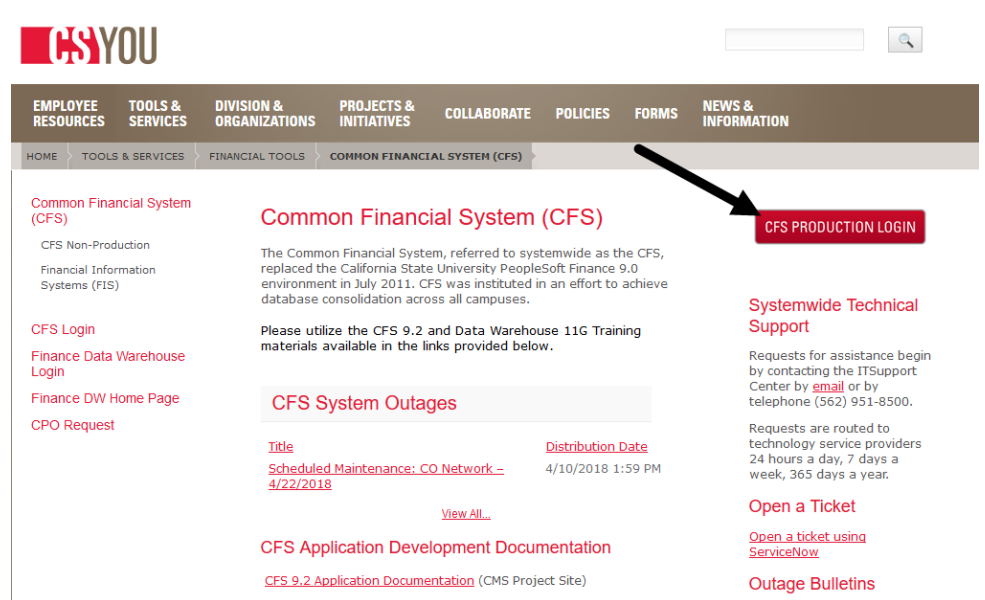 CSYOU
EMPLOYEE RESOURCES
TOOLS & SERVICES
DIVISION & ORGANIZATIONS
PROJECTS & INITIATIVES
COLLABORATE
POLICIES
FORMS
NEWS & INFORMATION
HOME
TOOLS & SERVICES
FINANCIAL TOOLS
COMMON FINANCIAL SYSTEM (CFS)
Common Financial System
(CFS)
CFS Non-Production
Financial Information
Systems (FIS)
CFS Login
Finance Data Warehouse
Login
Finance DW Home Page
CPO Request
Common Financial System (CFS)
The Common Financial System, referred to systemwide as the CFS,
replaced the California State University PeopleSoft Finance 9.0
environment in July 2011. CFS was instituted in an effort to achieve
database consolidation across all campuses.
Please utilize the CFS 9.2 and Data Warehouse 11G Training
materials available in the links provided below.
CFS System Outages
Title
Distribution Date
Scheduled Maintenance: CO Network –
4/22/2018
4/10/2018 1:59 PM
View All...
CFS Application Development Documentation
CFS 9.2 Application Documentation (CMS Project Site)
CFS PRODUCTION LOGIN
Systemwide Technical
Support
Requests for assistance begin
by contacting the ITSupport
Center by email or by
telephone (562) 951-8500.
Requests are routed to
technology service providers
24 hours a day, 7 days a
week, 365 days a year.
Open a Ticket
Open a ticket using
ServiceNow
Outage Bulletins